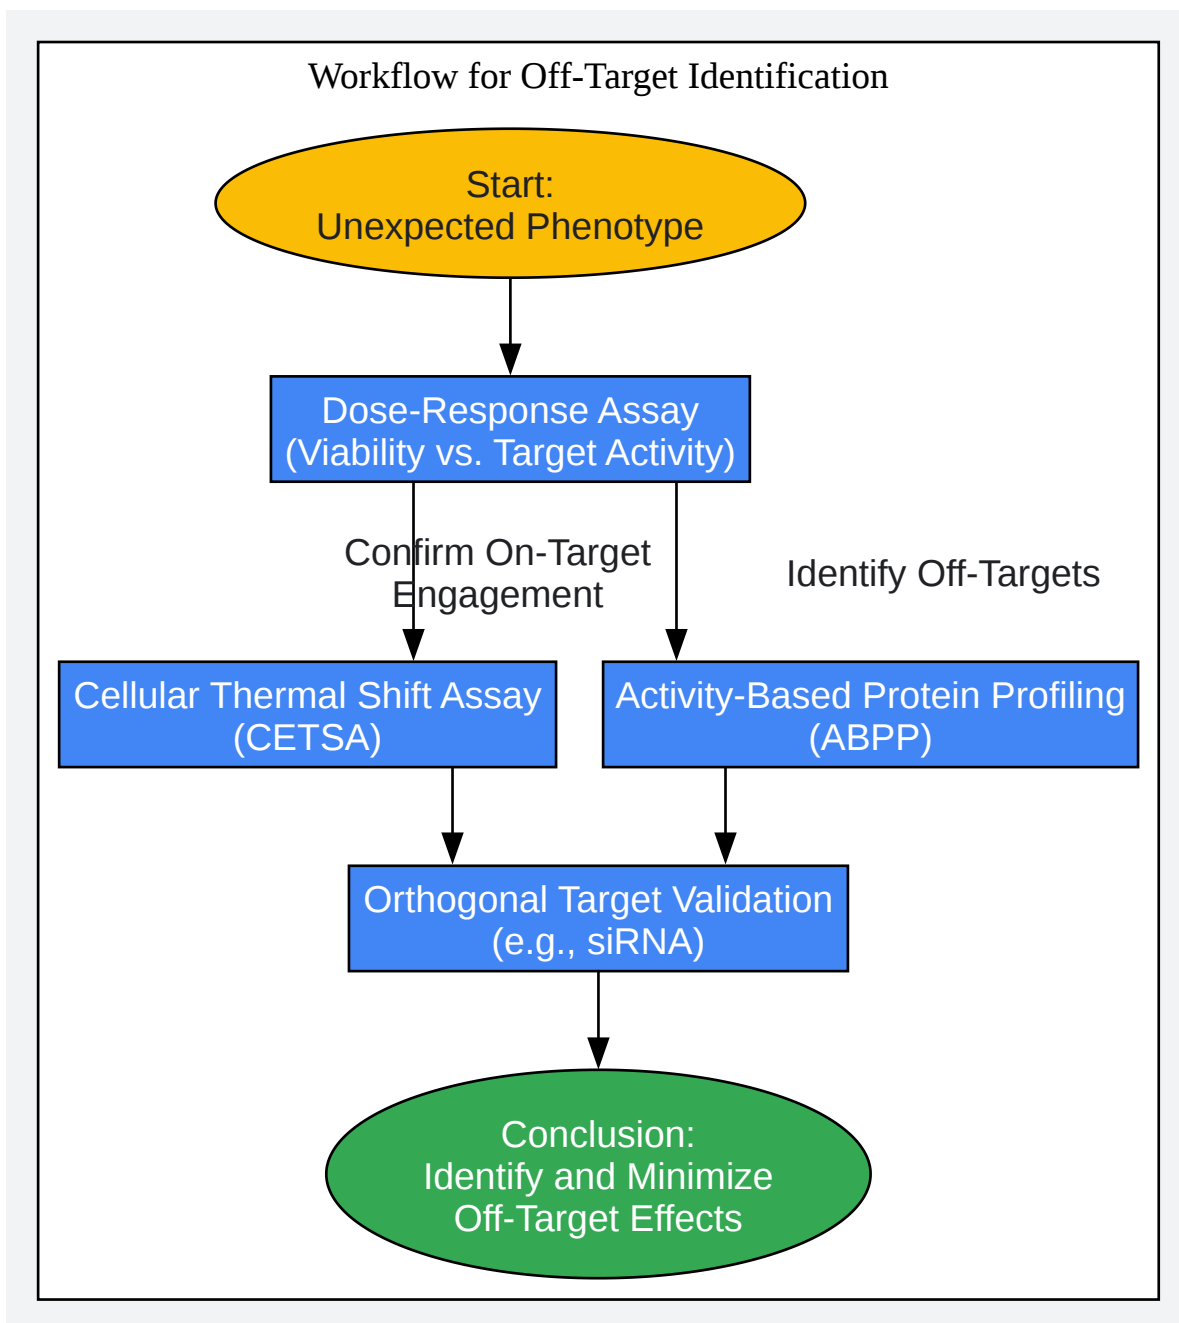 Workflow for Off-Target Identification
Start:
Unexpected Phenotype
Dose-Response Assay
(Viability vs. Target Activity)
Confirm On-Target
Engagement
Identify Off-Targets
Cellular Thermal Shift Assay
(CETSA)
Activity-Based Protein Profiling
(ABPP)
Orthogonal Target Validation
(e.g., siRNA)
Conclusion:
Identify and Minimize
Off-Target Effects